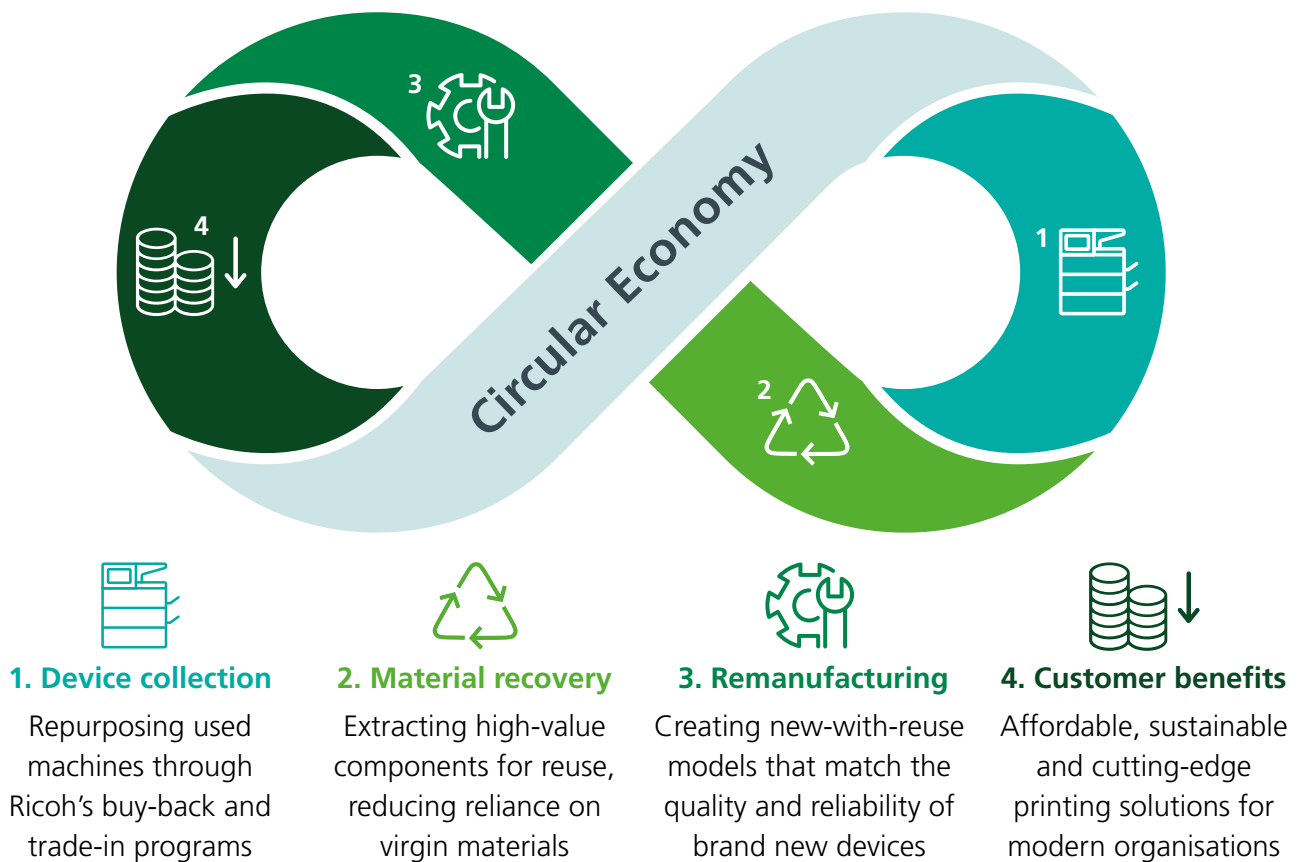 3
4
Circular Economy
1
2
1. Device collection
Repurposing used
machines through
Ricoh's buy-back and
trade-in programs
2. Material recovery
Extracting high-value
components for reuse,
reducing reliance on
virgin materials
3. Remanufacturing
Creating new-with-reuse
models that match the
quality and reliability of
brand new devices
4. Customer benefits
Affordable, sustainable
and cutting-edge
printing solutions for
modern organisations